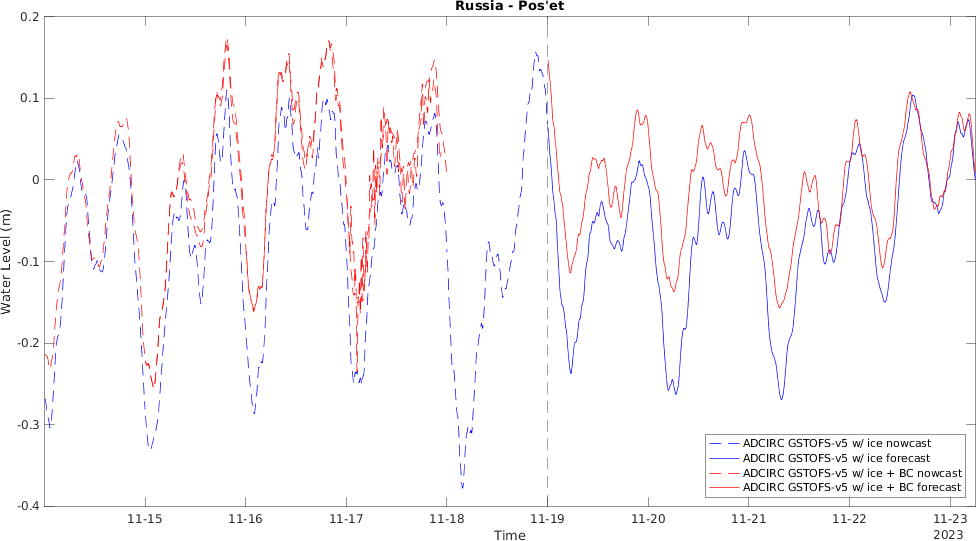 Russia - Pos'et
0.2
0.1
0
-0.1
-0.2
-0.3
-0.4
Water Level (m)
11-15
11-16
11-17
11-18
11-19
11-20
11-21
11-22
11-23
2023
Time
ADCIRC GSTOFS-v5 w/ ice nowcast
ADCIRC GSTOFS-v5 w/ ice forecast
ADCIRC GSTOFS-v5 w/ ice + BC nowcast
ADCIRC GSTOFS-v5 w/ ice + BC forecast